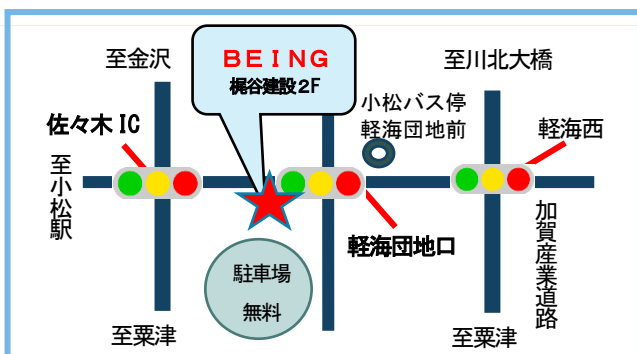 至金沢
BEING
梶谷建設2F
至川北大橋
小松バス停
軽海団地前
佐々木IC
軽海西
至小松駅
軽海団地口
加賀産業道路
駐車場
無料
至粟津
至粟津